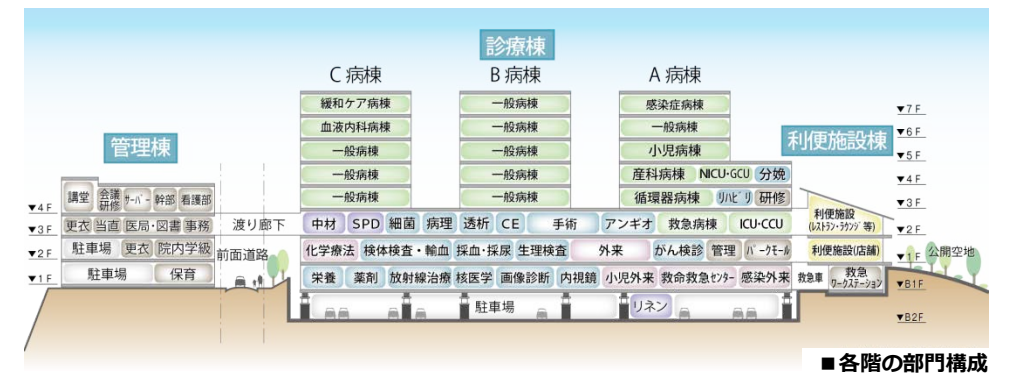 診療棟
C 病棟
B 病棟
A 病棟
緩和ケア病棟
一般病棟
感染症病棟
▼7F
血液内科病棟
一般病棟
一般病棟
▼6F
管理棟
利便施設棟
一般病棟
一般病棟
小児病棟
▼5F
一般病棟
一般病棟
産科病棟 NICU・GCU 分娩
▼4F
講堂 会議研修 サーバー 幹部 看護部
一般病棟
一般病棟
循環器病棟 リハビリ 研修
▼3F
▼4F
▼3F
更衣 当直 医局・図書 事務
渡り廊下
中材 SPD 細菌 病理 透析 CE 手術 アンギオ 救急病棟 ICU・CCU
利便施設
(レストラン・ラウンジ等)
▼2F
▼2F
駐車場 更衣 院内学級
前面道路
化学療法 検体検査・輸血 採血・採尿 生理検査 外来 がん検診 管理 パークモール
利便施設(店舗)
▼1F
公開空地
▼1F
駐車場 保育
栄養 薬剤 放射線治療 核医学 画像診断 内視鏡 小児外来 救命救急センター 感染外来
救急車
救急
ワークステーション
▼B1F
駐車場
リネン
▼B2F
■各階の部門構成